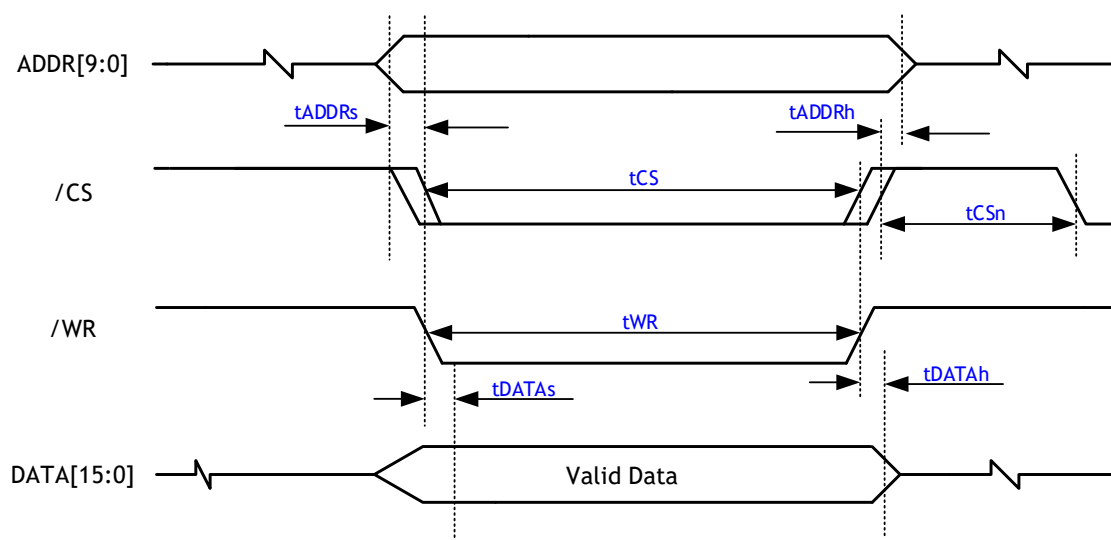 ADDR[9:0]
tADDRs
tADDRh
/CS
tCS
tCSn
/WR
tWR
tDATAs
tDATAh
DATA[15:0]
Valid Data